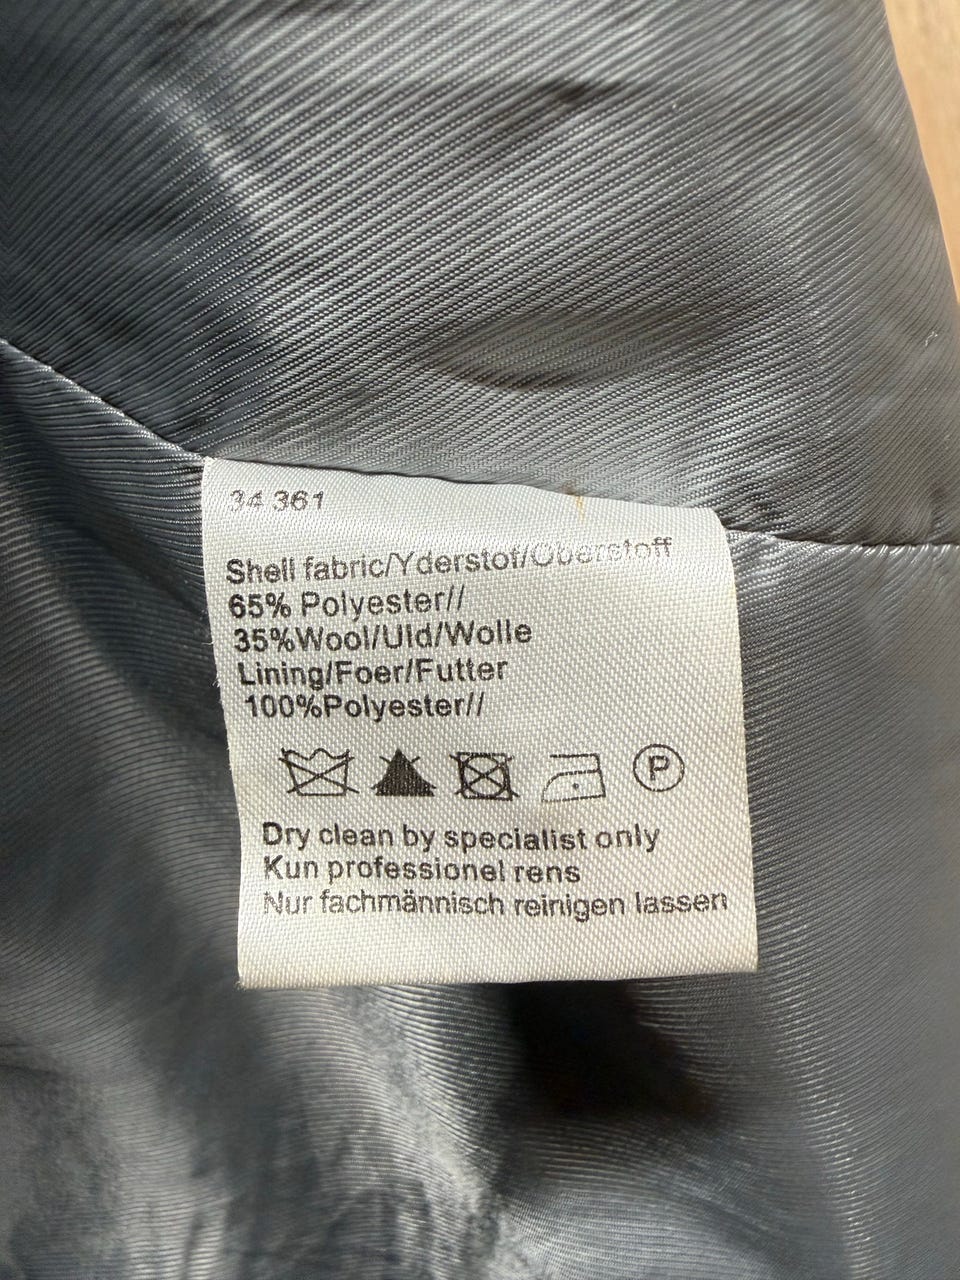 34 361
Shell fabric/Yderstof/Oberstoff
65% Polyester//
35%Wool/Uld/Wolle
Lining/Foer/Futter
100%Polyester//
P
Dry clean by specialist only
Kun professionel rens
Nur fachmännisch reinigen lassen